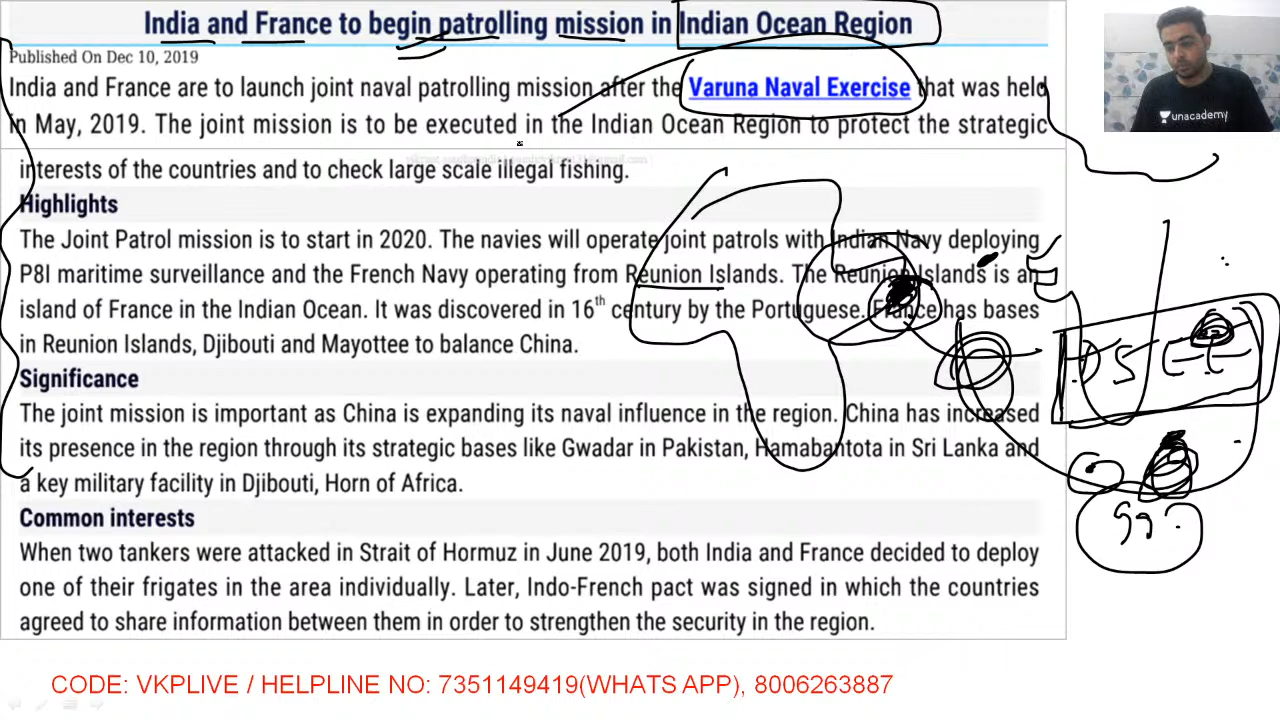 India and France to begin patrolling mission in Indian Ocean Region
Published On Dec 10, 2019
India and France are to launch joint naval patrolling mission after the Varuna Naval Exercise that was held
in May, 2019. The joint mission is to be executed in the Indian Ocean Region to protect the strategic
interests of the countries and to check large scale illegal fishing.
Highlights
The Joint Patrol mission is to start in 2020. The navies will operate joint patrols with Indian Navy deploying
P8I maritime surveillance and the French Navy operating from Reunion Islands. The Reunion Islands is an
island of France in the Indian Ocean. It was discovered in 16th century by the Portuguese. France has bases
in Reunion Islands, Djibouti and Mayottee to balance China.
Significance
The joint mission is important as China is expanding its naval influence in the region. China has increased
its presence in the region through its strategic bases like Gwadar in Pakistan, Hamabantota in Sri Lanka and
a key military facility in Djibouti, Horn of Africa.
Common interests
When two tankers were attacked in Strait of Hormuz in June 2019, both India and France decided to deploy
one of their frigates in the area individually. Later, Indo-French pact was signed in which the countries
agreed to share information between them in order to strengthen the security in the region.
unacademy
CODE: VKPLIVE / HELPLINE NO: 7351149419(WHATS APP), 8006263887